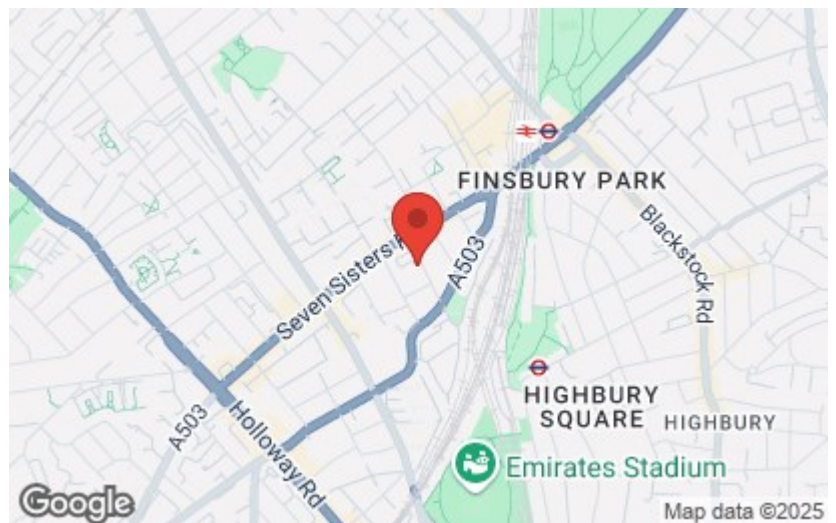 FINSBURY PARK
Blackstock Rd
Seven Sisters
A503
A503
Holloway Rd
HIGHBURY
SQUARE
HIGHBURY
Emirates Stadium
Google
Map data ©2025